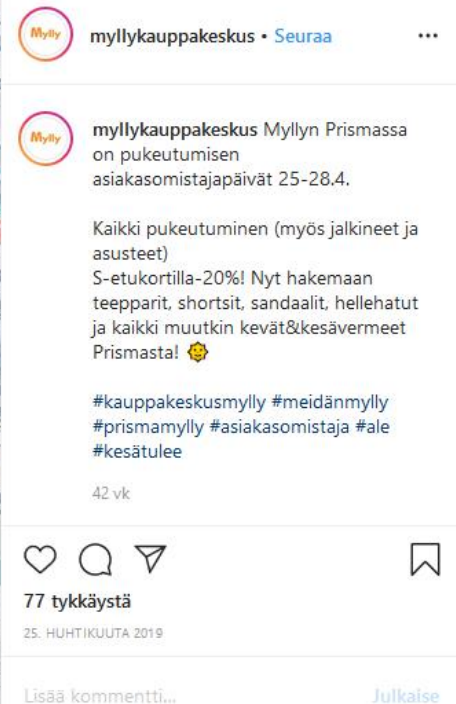 Mylly
myllykauppakeskus • Seuraa
Mylly
myllykauppakeskus Myllyn Prismassa
on pukeutumisen
asiakasomistajapäivät 25-28.4.
Kaikki pukeutuminen (myös jalkineet ja
asusteet)
S-etukortilla-20%! Nyt hakemaan
teepparit, shortsit, sandaalit, hellehatut
ja kaikki muutkin kevät&kesävermeet
Prismasta! 🌞
#kauppakeskusmylly #meidänmylly
#prismamylly #asiakasomistaja #ale
#kesätulee
42 vk
77 tykkäystä
25. HUHTIKUUTA 2019
Lisää kommentti... Julkaise